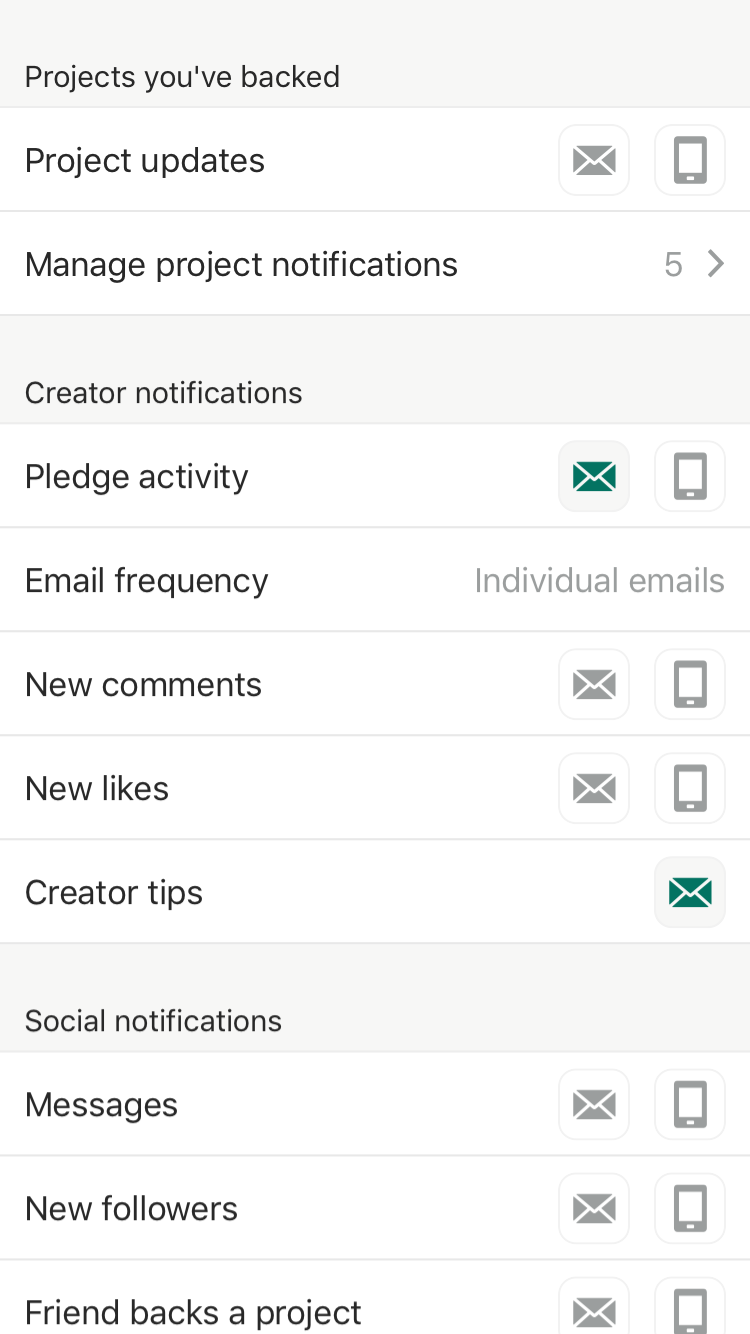 Projects you've backed
Project updates
Manage project notifications 5
Creator notifications
Pledge activity
Email frequency Individual emails
New comments
New likes
Creator tips
Social notifications
Messages
New followers
Friend backs a project